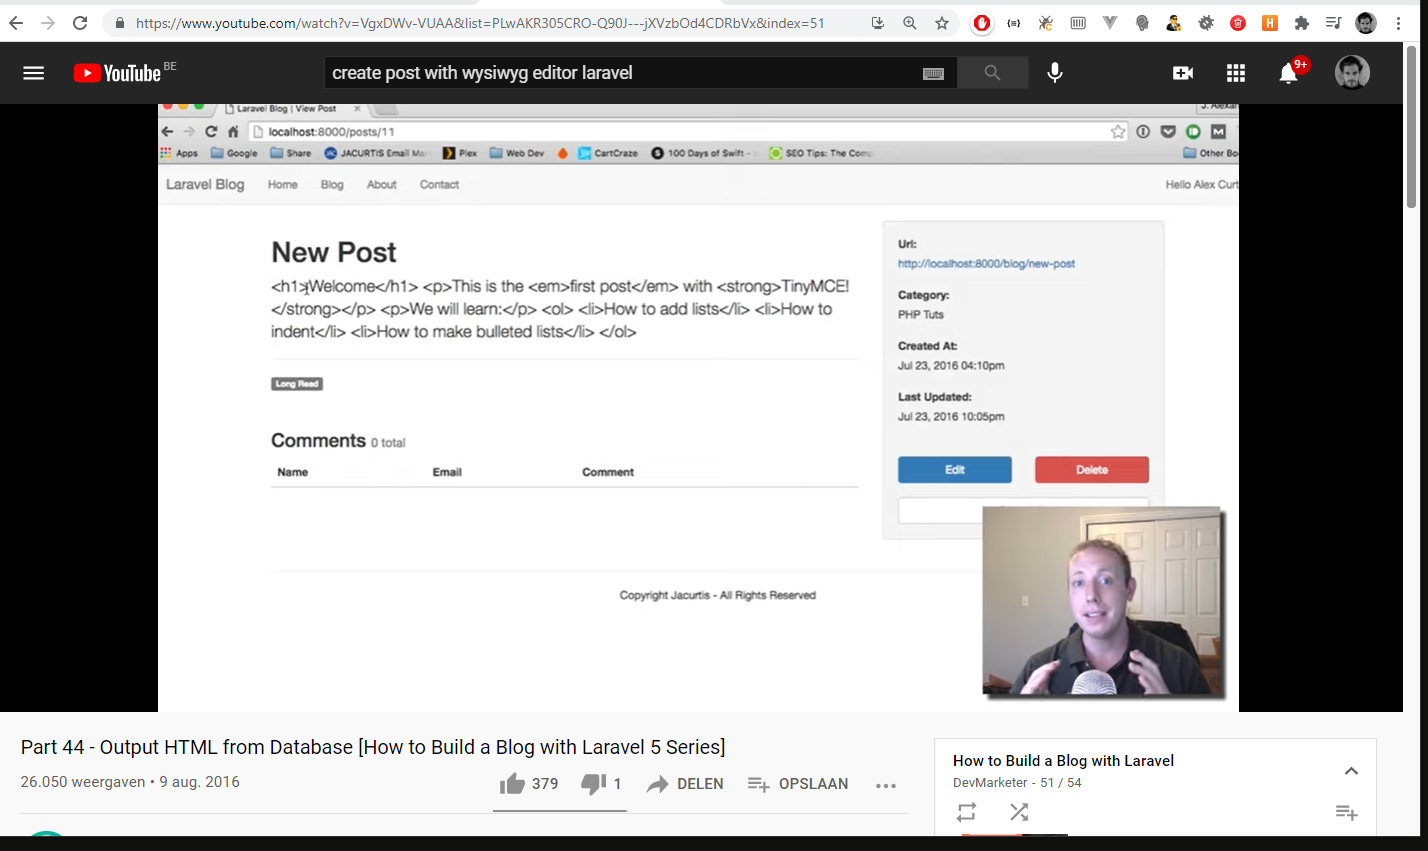 https://www.youtube.com/watch?v=VgxDWv-VUAA&list=PLwAKR305CRO-Q90J---jXVzbOd4CDRbVx&index=51
YouTube BE
create post with wysiwyg editor laravel
9+
Laravel Blog | View Post
J. Alexan
localhost:8000/posts/11
Apps Google Share JACURTIS Email Plex Web Dev CartCraze 100 Days of Swift - SEO Tips: The Comp Other Bo
Laravel Blog Home Blog About Contact Hello Alex Curt
New Post
<h1>Welcome</h1> <p>This is the <em>first post</em> with <strong>TinyMCE!
</strong></p> <p>We will learn:</p> <ol> <li>How to add lists</li> <li>How to
indent</li> <li>How to make bulleted lists</li> </ol>
Long Read
Comments 0 total
Name Email Comment
Url:
http://localhost:8000/blog/new-post
Category:
PHP Tuts
Created At:
Jul 23, 2016 04:10pm
Last Updated:
Jul 23, 2016 10:05pm
Edit Delete
Copyright Jacurtis - All Rights Reserved
Part 44 - Output HTML from Database [How to Build a Blog with Laravel 5 Series]
26.050 weergaven • 9 aug. 2016
379 1 DELEN OPSLAAN
How to Build a Blog with Laravel
DevMarketer - 51 / 54